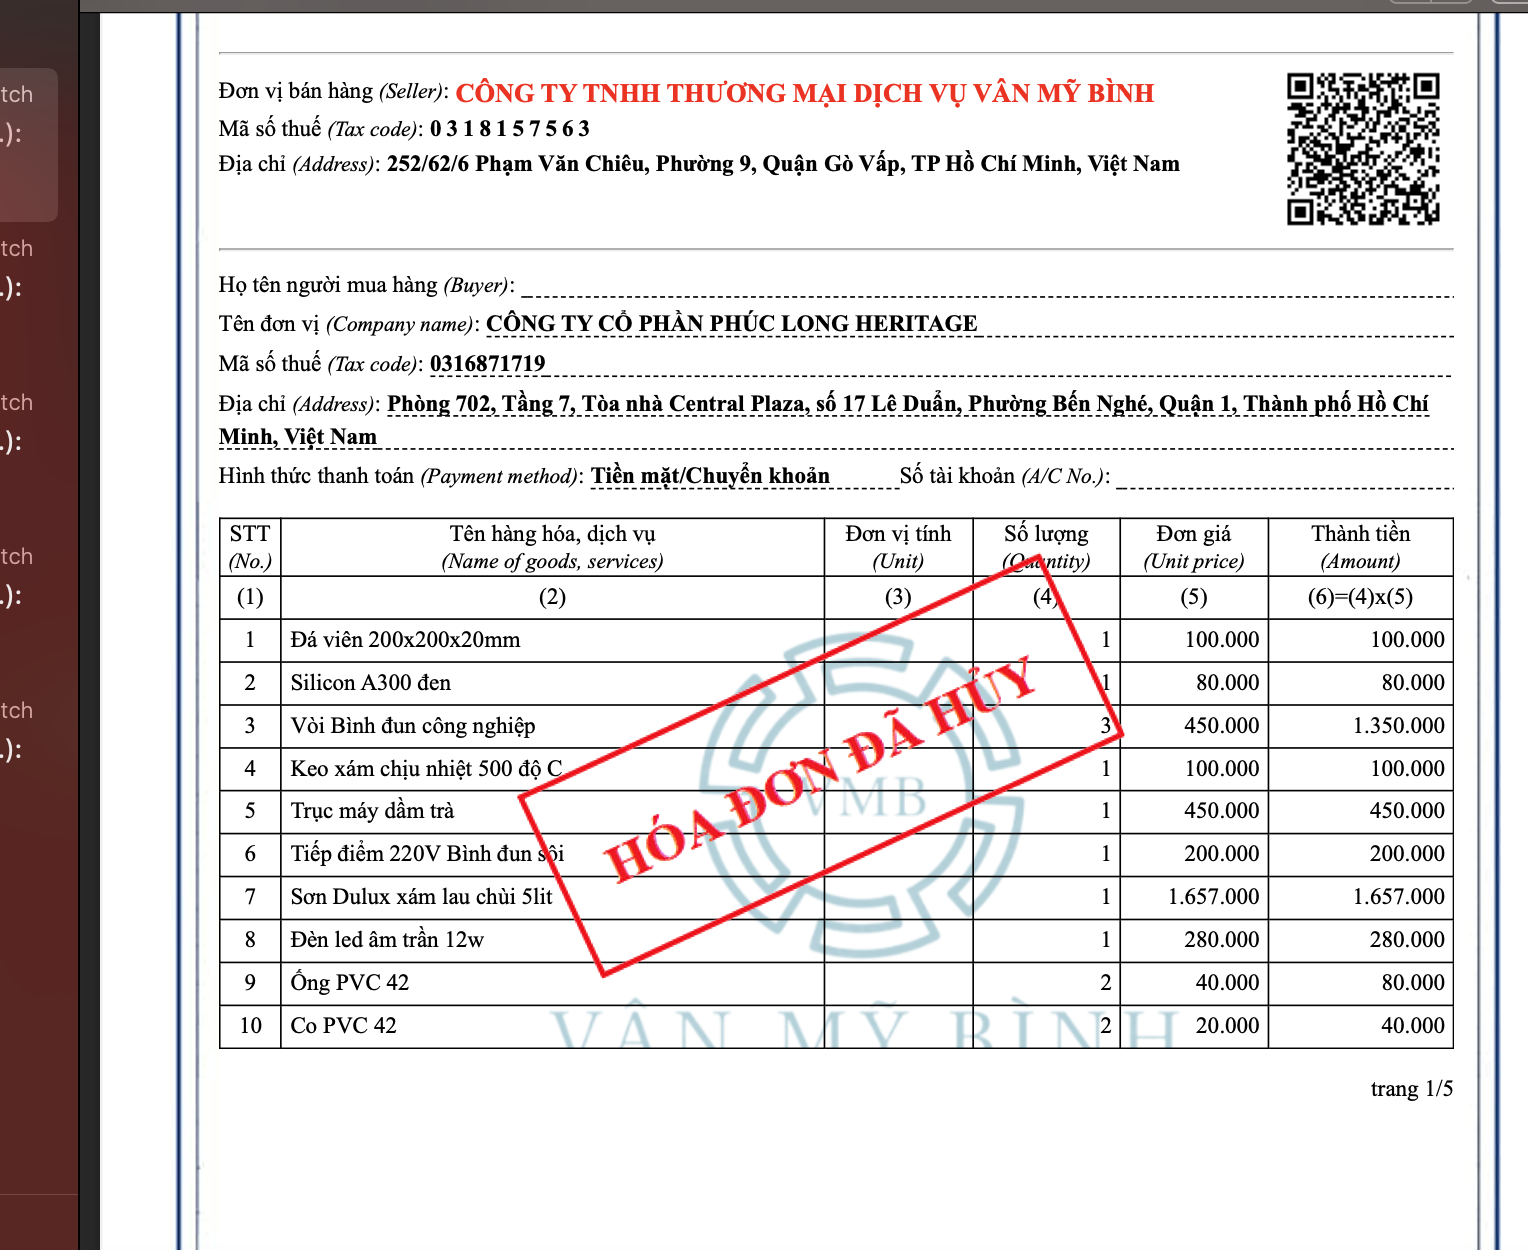 tch
.):
tch
.):
tch
.):
tch
.):
tch
.):
Đơn vị bán hàng (Seller): CÔNG TY TNHH THƯƠNG MẠI DỊCH VỤ VÂN MỸ BÌNH
Mã số thuế (Tax code): 0 3 1 8 1 5 7 5 6 3
Địa chỉ (Address): 252/62/6 Phạm Văn Chiêu, Phường 9, Quận Gò Vấp, TP Hồ Chí Minh, Việt Nam
Họ tên người mua hàng (Buyer):
Tên đơn vị (Company name): CÔNG TY CỔ PHẦN PHÚC LONG HERITAGE
Mã số thuế (Tax code): 0316871719
Địa chỉ (Address): Phòng 702, Tầng 7, Tòa nhà Central Plaza, số 17 Lê Duẩn, Phường Bến Nghé, Quận 1, Thành phố Hồ Chí
Minh, Việt Nam
Hình thức thanh toán (Payment method): Tiền mặt/Chuyển khoản Số tài khoản (A/C No.):
STT Tên hàng hóa, dịch vụ Đơn vị tính Số lượng Đơn giá Thành tiền
(No.) (Name of goods, services) (Unit) (Quantity) (Unit price) (Amount)
(1) (2) (3) (4) (5) (6)=(4)x(5)
1 Đá viên 200x200x20mm 1 100.000 100.000
2 Silicon A300 đen 1 80.000 80.000
3 Vòi Bình đun công nghiệp 3 450.000 1.350.000
4 Keo xám chịu nhiệt 500 độ C 1 100.000 100.000
5 Trục máy dầm trà 1 450.000 450.000
6 Tiếp điểm 220V Bình đun sôi 1 200.000 200.000
7 Sơn Dulux xám lau chùi 5lit 1 1.657.000 1.657.000
8 Đèn led âm trần 12w 1 280.000 280.000
9 Ống PVC 42 2 40.000 80.000
10 Co PVC 42 2 20.000 40.000
HÓA ĐƠN ĐÃ HỦY
VMB
VÂN MỸ BÌNH
trang 1/5